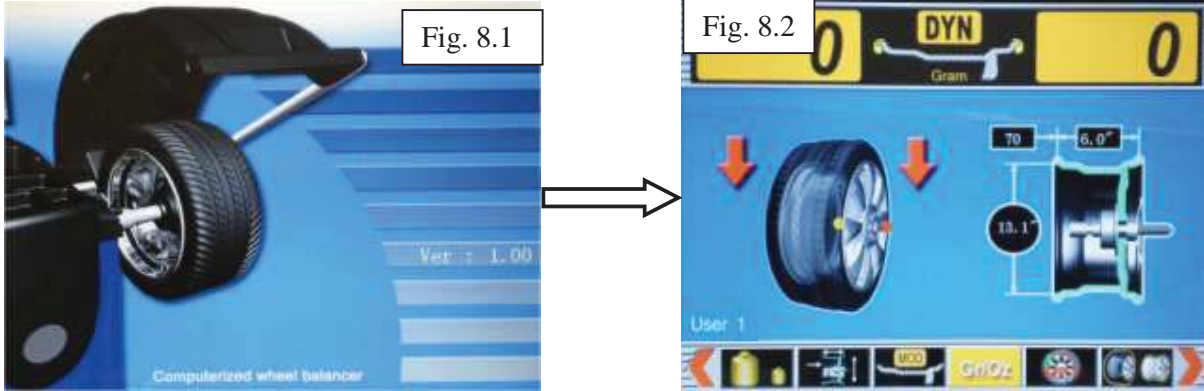 Fig. 8.1
Ver : 1.00
Computerized wheel balancer
Fig. 8.2
0
DYN
0
Gram
70
6.0"
13.1"
User 1
MOD
Gr/Oz